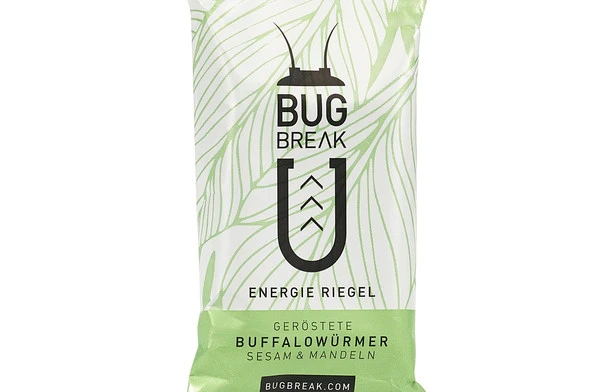 BUG
BREAK
ENERGIE RIEGEL
GERÖSTETE
BUFFALOWÜRMER
SESAM & MANDELN
BUGBREAK.COM